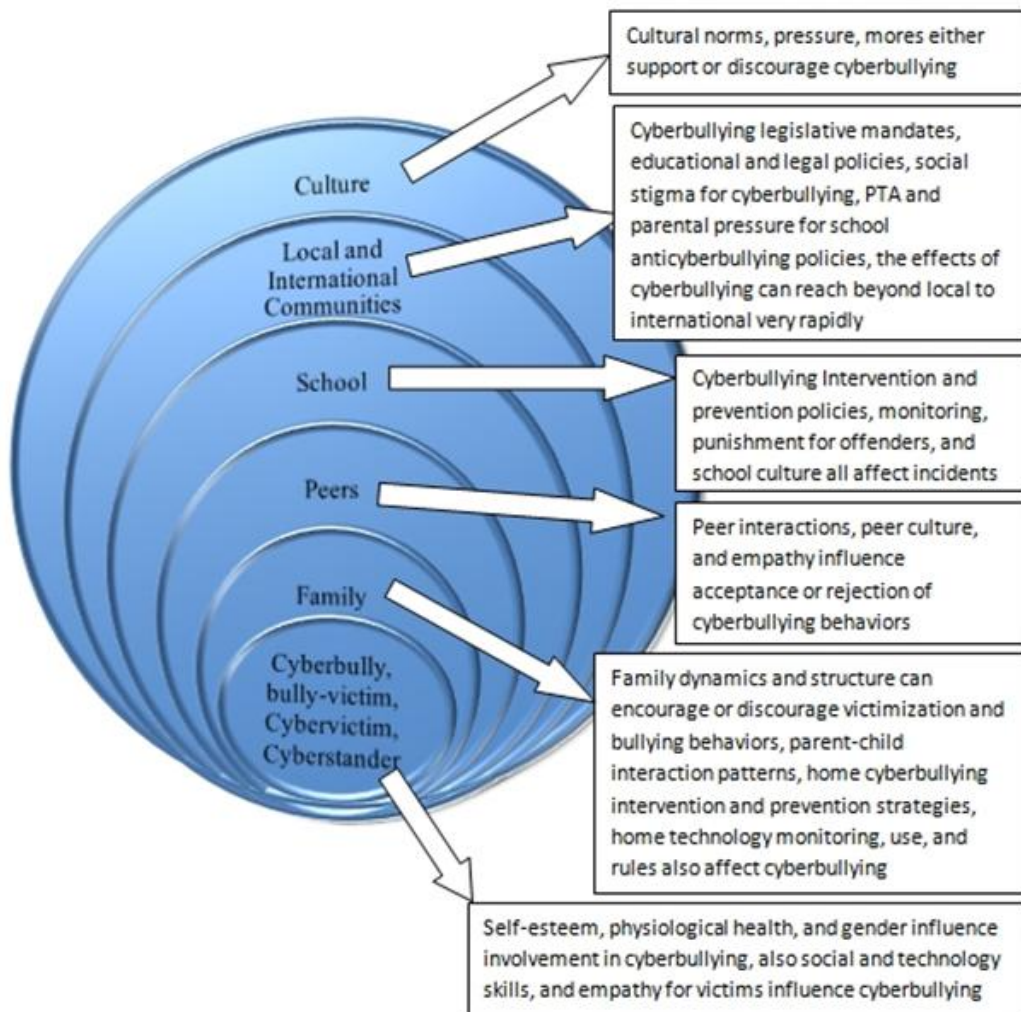 Cultural norms, pressure, mores either
support or discourage cyberbullying
Culture
Cyberbullying legislative mandates,
educational and legal policies, social
stigma for cyberbullying, PTA and
parental pressure for school
anticyberbullying policies, the effects of
cyberbullying can reach beyond local to
international very rapidly
Local and
International
Communities
School
Cyberbullying Intervention and
prevention policies, monitoring,
punishment for offenders, and
school culture all affect incidents
Peers
Peer interactions, peer culture,
and empathy influence
acceptance or rejection of
cyberbullying behaviors
Family
Family dynamics and structure can
encourage or discourage victimization and
bullying behaviors, parent-child
interaction patterns, home cyberbullying
intervention and prevention strategies,
home technology monitoring, use, and
rules also affect cyberbullying
Cyberbully,
bully-victim,
Cybervictim,
Cyberstander
Self-esteem, physiological health, and gender influence
involvement in cyberbullying, also social and technology
skills, and empathy for victims influence cyberbullying